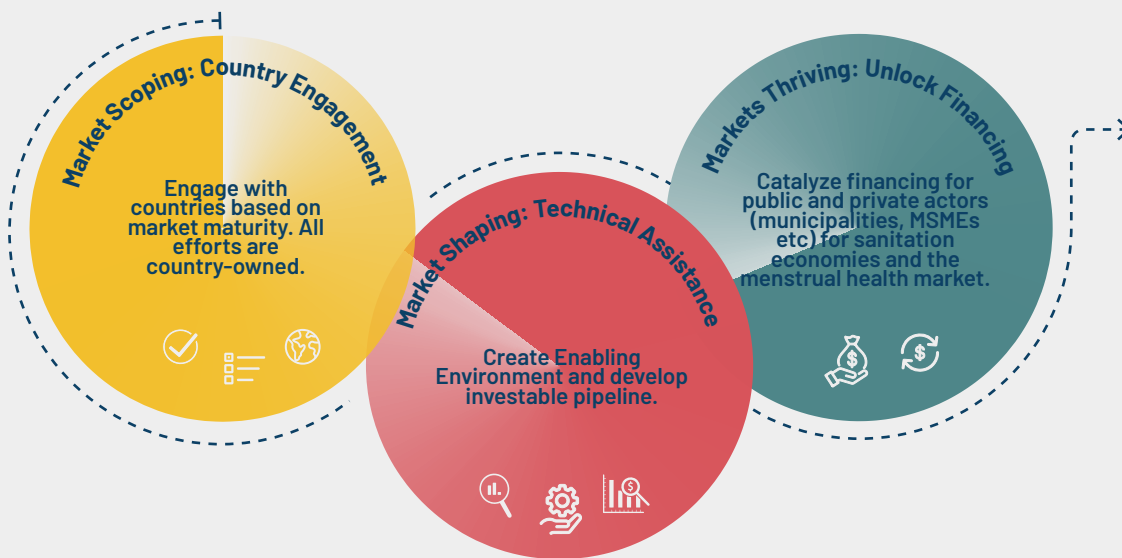 Market Scoping: Country Engagement
Engage with
countries based on
market maturity. All
efforts are
country-owned.
Market Shaping: Technical Assistance
Create Enabling
Environment and develop
investable pipeline.
Markets Thriving: Unlock Financing
Catalyze financing for
public and private actors
(municipalities, MSMEs
etc) for sanitation
economies and the
menstrual health market.
$
$
$